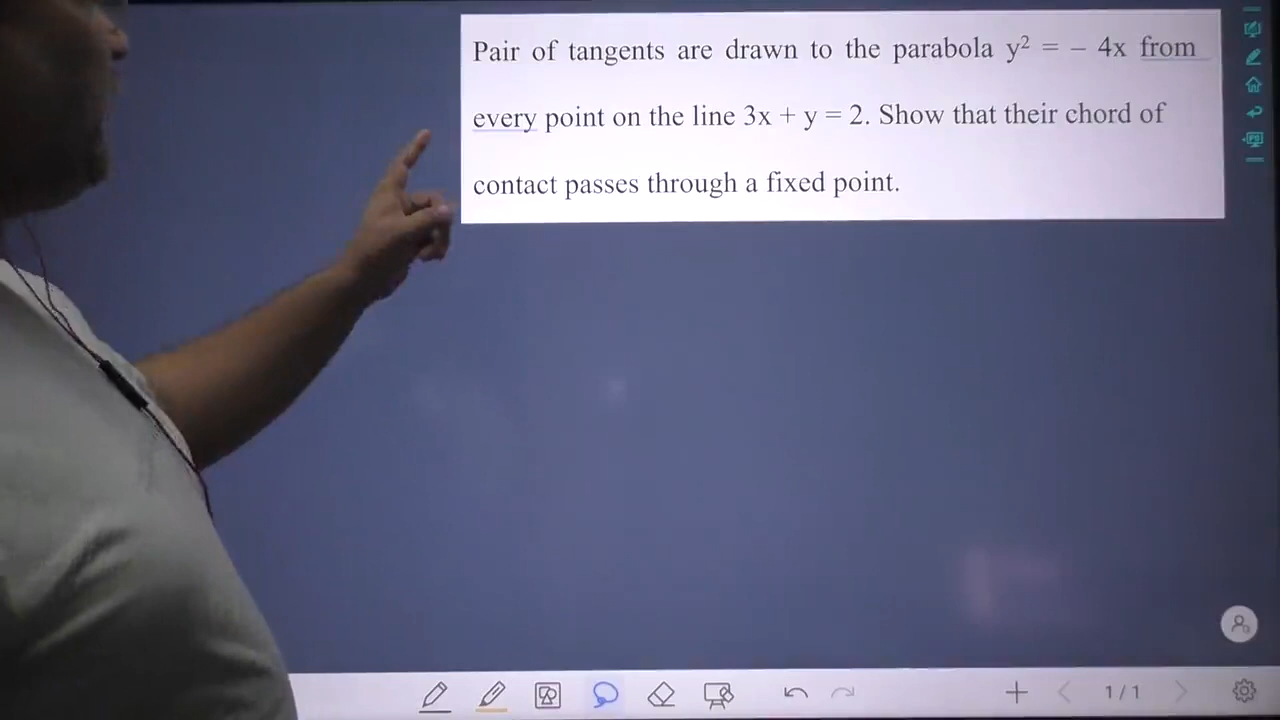 Pair of tangents are drawn to the parabola y² = – 4x from
every point on the line 3x + y = 2. Show that their chord of
contact passes through a fixed point.
1 / 1